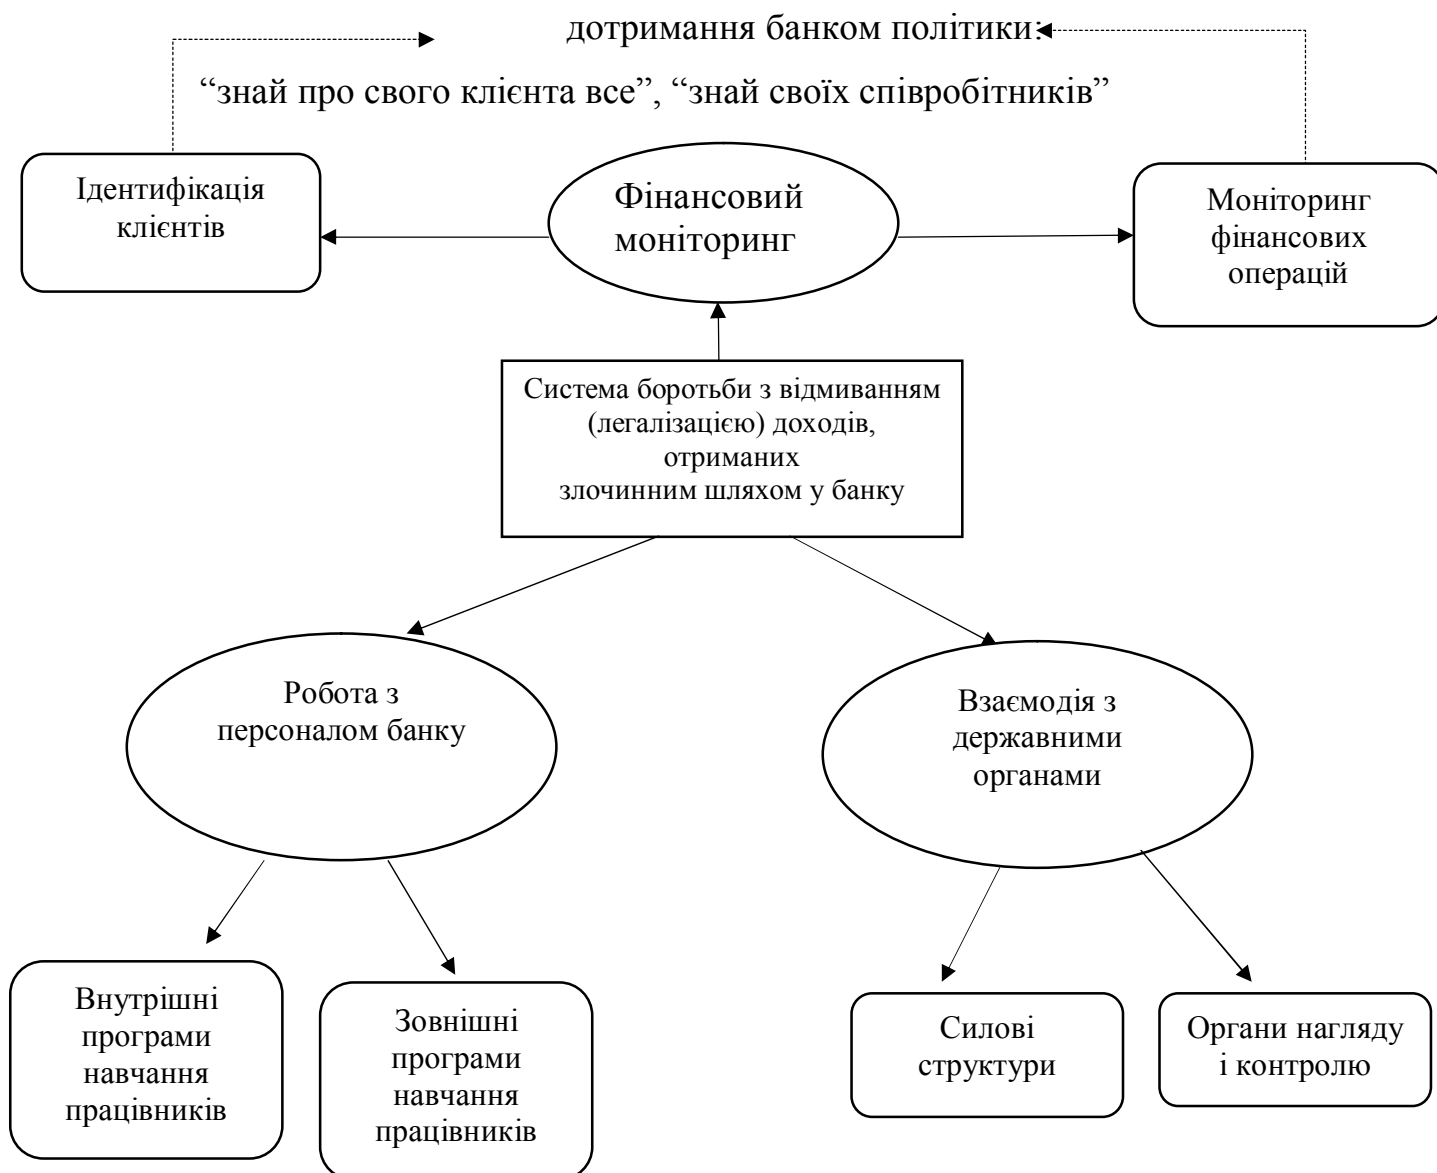 дотримання банком політики:
“знай про свого клієнта все”, “знай своїх співробітників”
Ідентифікація
клієнтів
Фінансовий
моніторинг
Моніторинг
фінансових
операцій
Система боротьби з відмиванням
(легалізацією) доходів,
отриманих
злочинним шляхом у банку
Робота з
персоналом банку
Взаємодія з
державними
органами
Внутрішні
програми
навчання
працівників
Зовнішні
програми
навчання
працівників
Силові
структури
Органи нагляду
і контролю